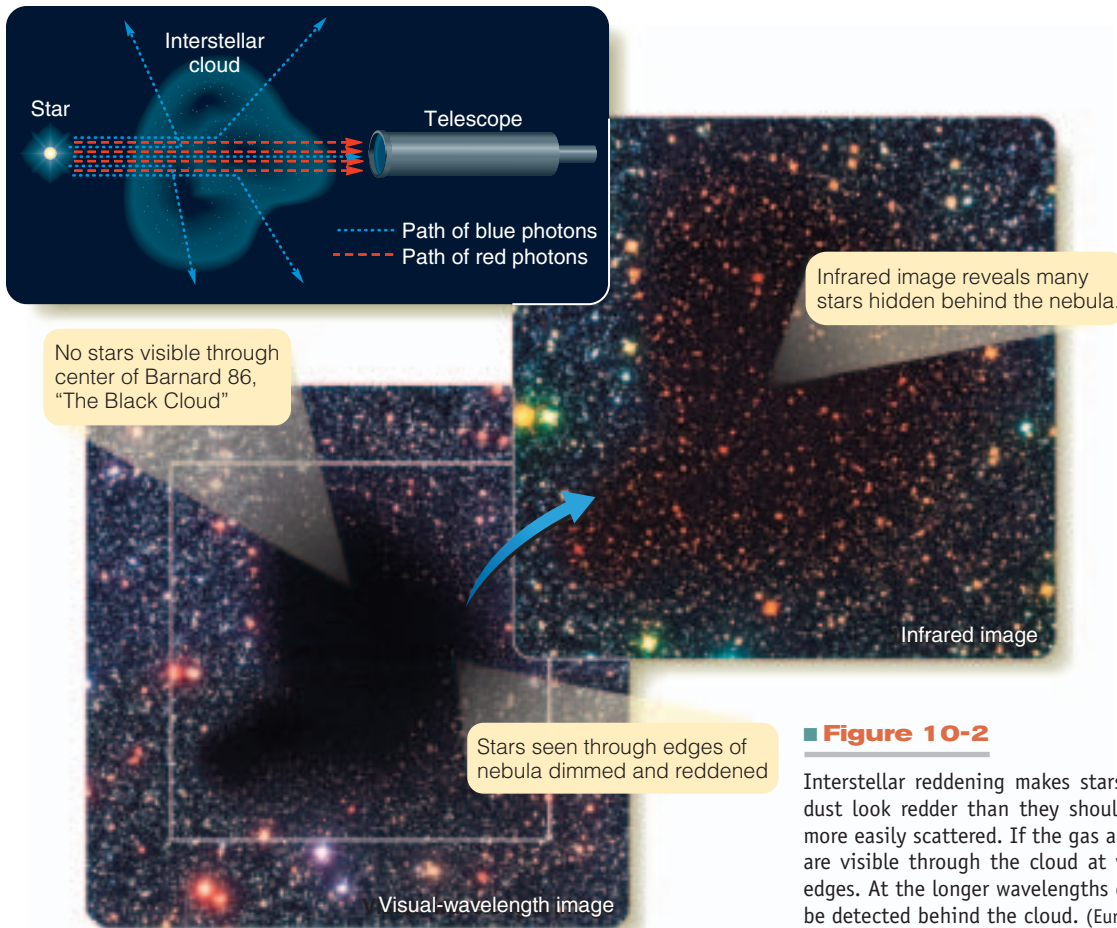 Interstellar
cloud
Star
Telescope
Path of blue photons
Path of red photons
Infrared image reveals many
stars hidden behind the nebula.
No stars visible through
center of Barnard 86,
“The Black Cloud”
Infrared image
Stars seen through edges of
nebula dimmed and reddened
Visual-wavelength image
■ Figure 10-2
Interstellar reddening makes stars
dust look redder than they shoul
more easily scattered. If the gas a
are visible through the cloud at
edges. At the longer wavelengths
be detected behind the cloud. (Eur